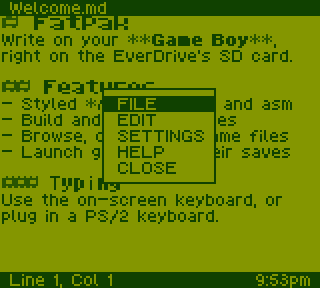 Welcome.md
# FatPak
Write on your **Game Boy**,
right on the EverDrive's SD card.
## Features
- Styled and asm
- Build and es
- Browse, me files
- Launch g eir saves
FILE
EDIT
SETTINGS
HELP
CLOSE
### Typing
Use the on-screen keyboard, or
plug in a PS/2 keyboard.
Line 1, Col 1 9:53pm